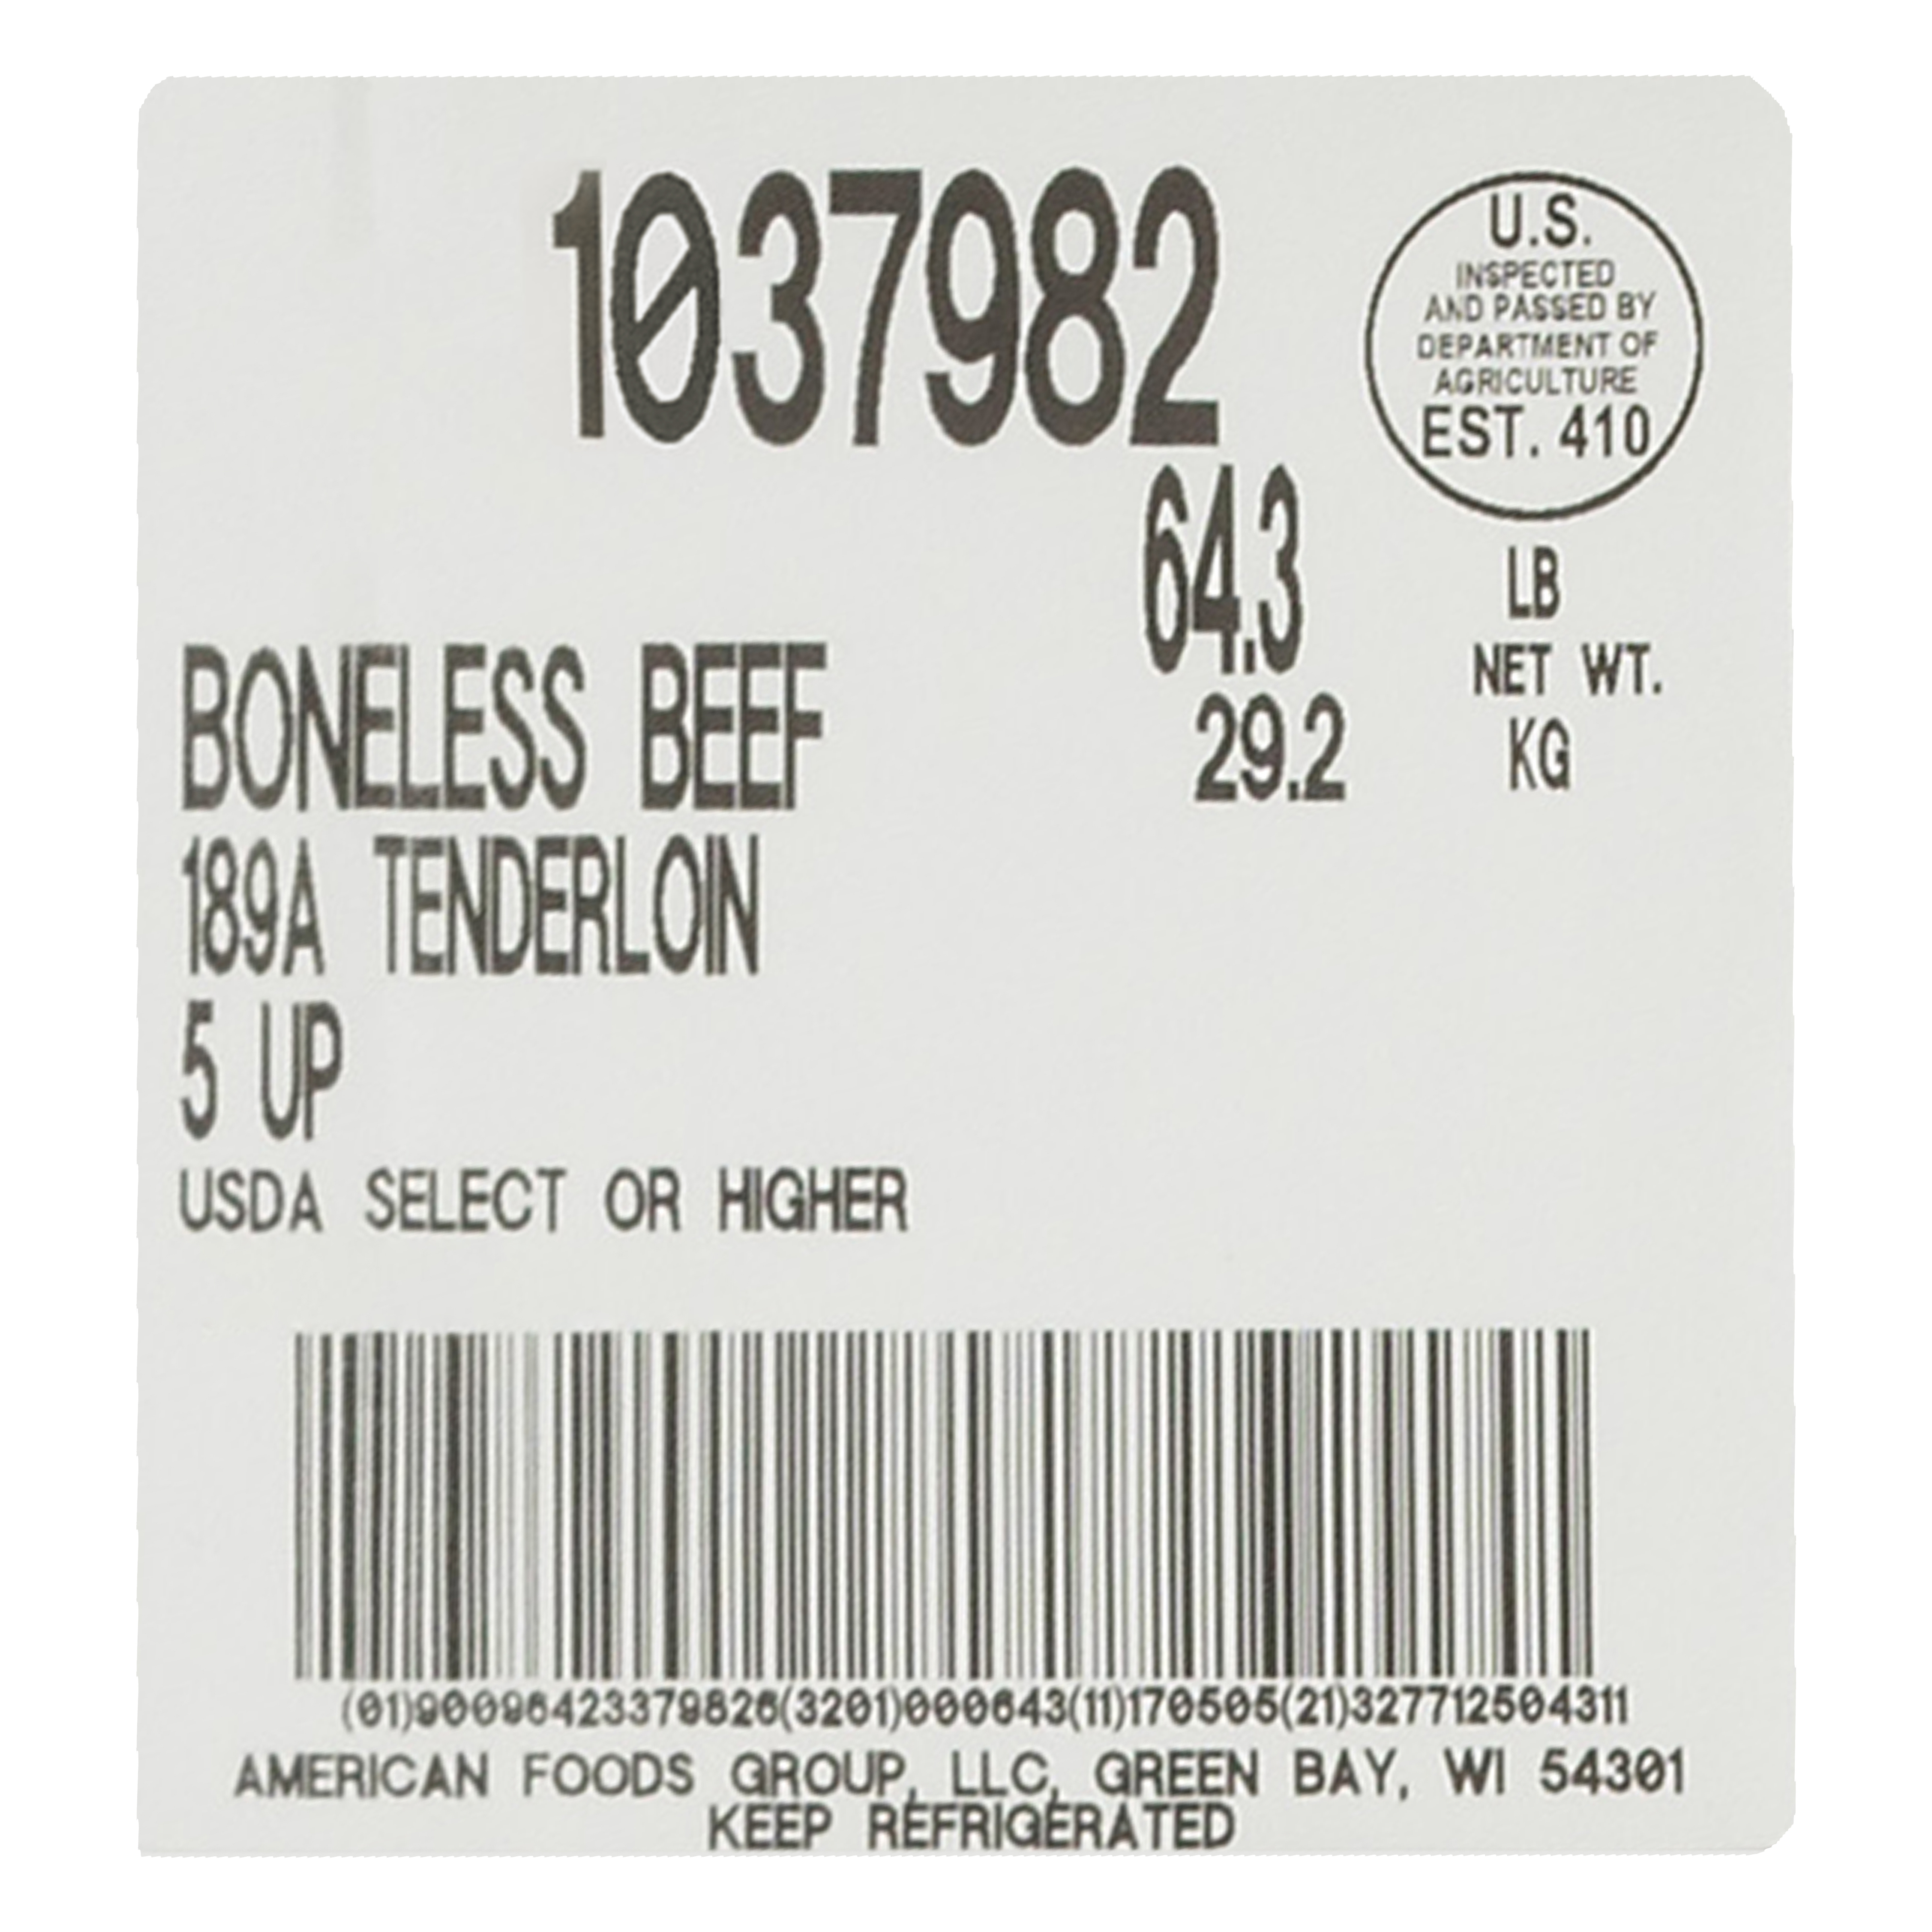 1037982
U.S.
INSPECTED
AND PASSED BY
DEPARTMENT OF
AGRICULTURE
EST. 410
64.3 LB
NET WT.
29.2 KG
BONELESS BEEF
189A TENDERLOIN
5 UP
USDA SELECT OR HIGHER
(01)90096423379826(3201)000643(11)170505(21)327712504311
AMERICAN FOODS GROUP, LLC, GREEN BAY, WI 54301
KEEP REFRIGERATED